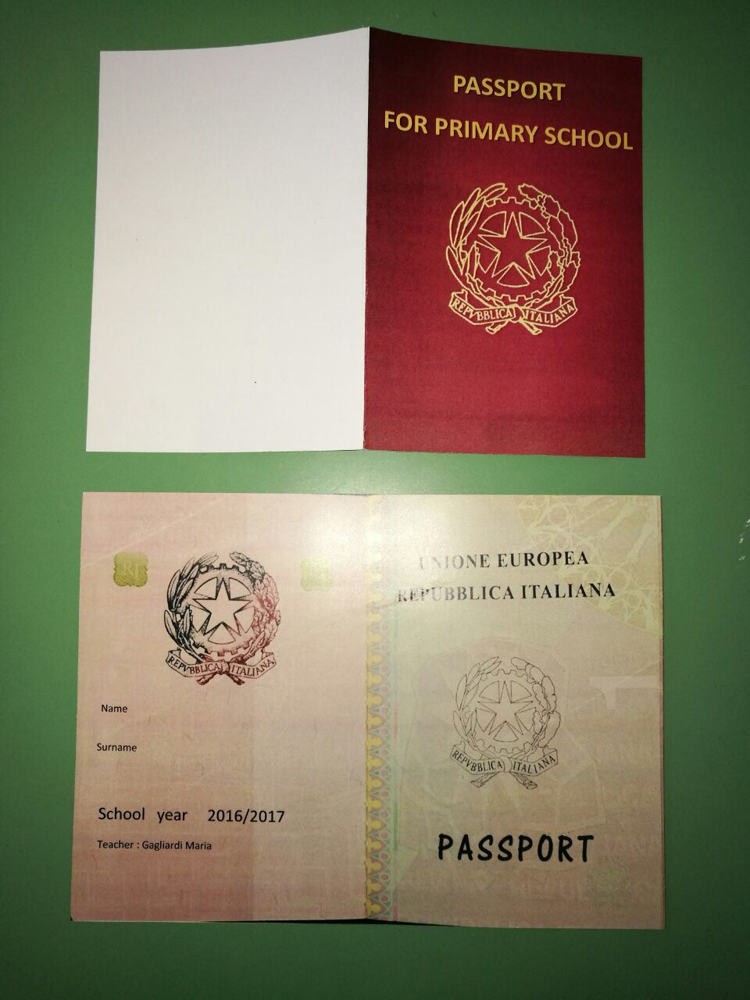 PASSPORT
FOR PRIMARY SCHOOL
REPVBBLICA ITALIANA
REPVBBLICA ITALIANA
Name
Surname
School year 2016/2017
Teacher : Gagliardi Maria
UNIONE EUROPEA
REPUBBLICA ITALIANA
REPVBBLICA ITALIANA
PASSPORT